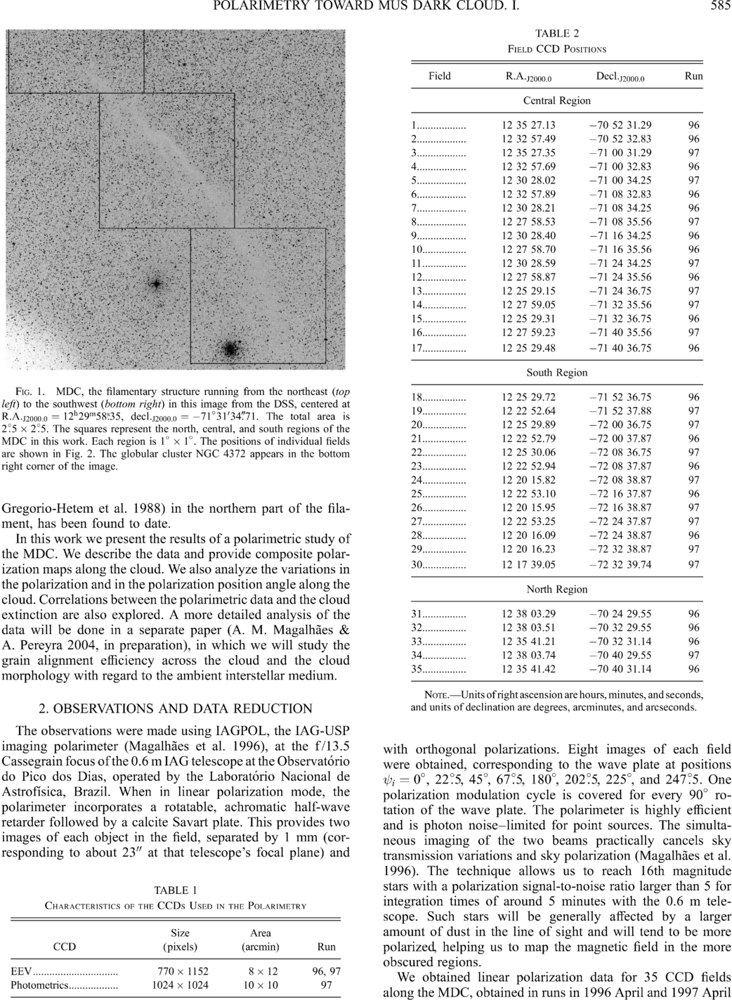 POLARIMETRY TOWARD MUS DARK CLOUD. I.
585
FIG. 1. MDC, the filamentary structure running from the northeast (top
left) to the southwest (bottom right) in this image from the DSS, centered at
R.A.J2000.0 = 12h29m58s.35, decl.J2000.0 = −71°31′34″.71. The total area is
2°.5 × 2°.5. The squares represent the north, central, and south regions of the
MDC in this work. Each region is 1° × 1°. The positions of individual fields
are shown in Fig. 2. The globular cluster NGC 4372 appears in the bottom
right corner of the image.
Gregorio-Hetem et al. 1988) in the northern part of the fila-
ment, has been found to date.
In this work we present the results of a polarimetric study of
the MDC. We describe the data and provide composite polar-
ization maps along the cloud. We also analyze the variations in
the polarization and in the polarization position angle along the
cloud. Correlations between the polarimetric data and the cloud
extinction are also explored. A more detailed analysis of the
data will be done in a separate paper (A. M. Magalhães &
A. Pereyra 2004, in preparation), in which we will study the
grain alignment efficiency across the cloud and the cloud
morphology with regard to the ambient interstellar medium.
2. OBSERVATIONS AND DATA REDUCTION
The observations were made using IAGPOL, the IAG-USP
imaging polarimeter (Magalhães et al. 1996), at the f/13.5
Cassegrain focus of the 0.6 m IAG telescope at the Observatório
do Pico dos Dias, operated by the Laboratório Nacional de
Astrofísica, Brazil. When in linear polarization mode, the
polarimeter incorporates a rotatable, achromatic half-wave
retarder followed by a calcite Savart plate. This provides two
images of each object in the field, separated by 1 mm (cor-
responding to about 23″ at that telescope's focal plane) and
TABLE 1
CHARACTERISTICS OF THE CCDS USED IN THE POLARIMETRY
CCD Size (pixels) Area (arcmin) Run
EEV............................... 770 × 1152 8 × 12 96, 97
Photometrics.................. 1024 × 1024 10 × 10 97
TABLE 2
FIELD CCD POSITIONS
Field R.A.J2000.0 Decl.J2000.0 Run
Central Region
1.................. 12 35 27.13 −70 52 31.29 96
2.................. 12 32 57.49 −70 52 32.83 96
3.................. 12 35 27.35 −71 00 31.29 97
4.................. 12 32 57.69 −71 00 32.83 96
5.................. 12 30 28.02 −71 00 34.25 97
6.................. 12 32 57.89 −71 08 32.83 96
7.................. 12 30 28.21 −71 08 34.25 96
8.................. 12 27 58.53 −71 08 35.56 97
9.................. 12 30 28.40 −71 16 34.25 96
10................ 12 27 58.70 −71 16 35.56 96
11................ 12 30 28.59 −71 24 34.25 97
12................ 12 27 58.87 −71 24 35.56 96
13................ 12 25 29.15 −71 24 36.75 97
14................ 12 27 59.05 −71 32 35.56 97
15................ 12 25 29.31 −71 32 36.75 96
16................ 12 27 59.23 −71 40 35.56 97
17................ 12 25 29.48 −71 40 36.75 96
South Region
18................ 12 25 29.72 −71 52 36.75 96
19................ 12 22 52.64 −71 52 37.88 97
20................ 12 25 29.89 −72 00 36.75 97
21................ 12 22 52.79 −72 00 37.87 96
22................ 12 25 30.06 −72 08 36.75 97
23................ 12 22 52.94 −72 08 37.87 96
24................ 12 20 15.82 −72 08 38.87 97
25................ 12 22 53.10 −72 16 37.87 96
26................ 12 20 15.95 −72 16 38.87 97
27................ 12 22 53.25 −72 24 37.87 97
28................ 12 20 16.09 −72 24 38.87 96
29................ 12 20 16.23 −72 32 38.87 97
30................ 12 17 39.05 −72 32 39.74 97
North Region
31................ 12 38 03.29 −70 24 29.55 96
32................ 12 38 03.51 −70 32 29.55 96
33................ 12 35 41.21 −70 32 31.14 96
34................ 12 38 03.74 −70 40 29.55 97
35................ 12 35 41.42 −70 40 31.14 96
NOTE.—Units of right ascension are hours, minutes, and seconds,
and units of declination are degrees, arcminutes, and arcseconds.
with orthogonal polarizations. Eight images of each field
were obtained, corresponding to the wave plate at positions
ψi = 0°, 22°.5, 45°, 67°.5, 180°, 202°.5, 225°, and 247°.5. One
polarization modulation cycle is covered for every 90° ro-
tation of the wave plate. The polarimeter is highly efficient
and is photon noise–limited for point sources. The simulta-
neous imaging of the two beams practically cancels sky
transmission variations and sky polarization (Magalhães et al.
1996). The technique allows us to reach 16th magnitude
stars with a polarization signal-to-noise ratio larger than 5 for
integration times of around 5 minutes with the 0.6 m tele-
scope. Such stars will be generally affected by a larger
amount of dust in the line of sight and will tend to be more
polarized, helping us to map the magnetic field in the more
obscured regions.
We obtained linear polarization data for 35 CCD fields
along the MDC, obtained in runs in 1996 April and 1997 April